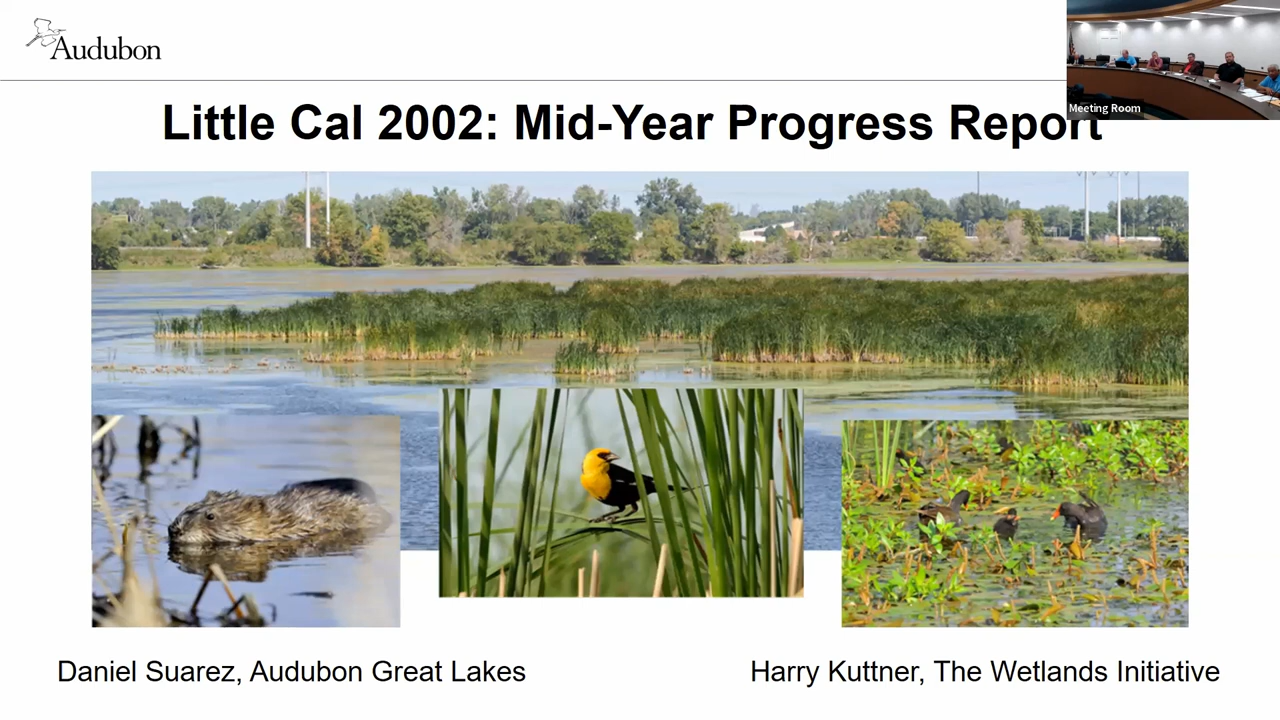 Audubon
Meeting Room
Little Cal 2002: Mid-Year Progress Report
Daniel Suarez, Audubon Great Lakes
Harry Kuttner, The Wetlands Initiative